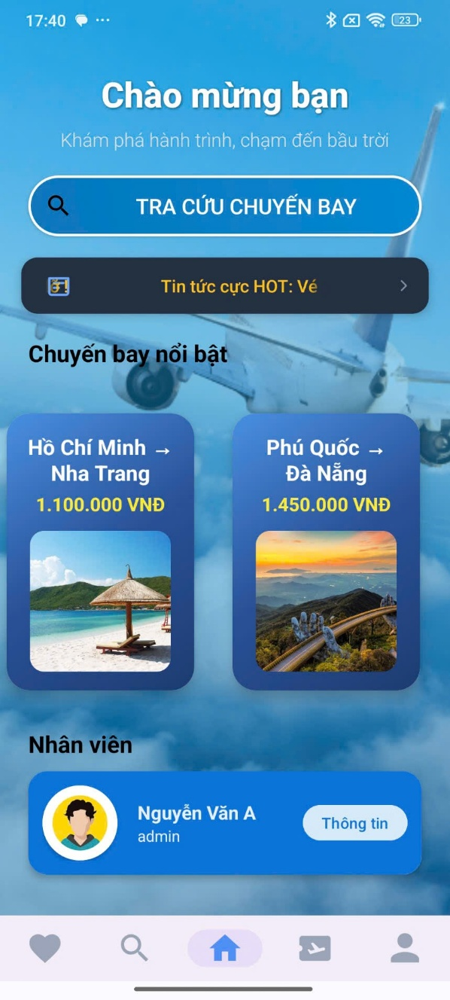 17:40
23
Chào mừng bạn
Khám phá hành trình, chạm đến bầu trời
TRA CỨU CHUYẾN BAY
Tin tức cực HOT: Vé
Chuyến bay nổi bật
Hồ Chí Minh →
Nha Trang
1.100.000 VNĐ
Phú Quốc →
Đà Nẵng
1.450.000 VNĐ
Nhân viên
Nguyễn Văn A
admin
Thông tin